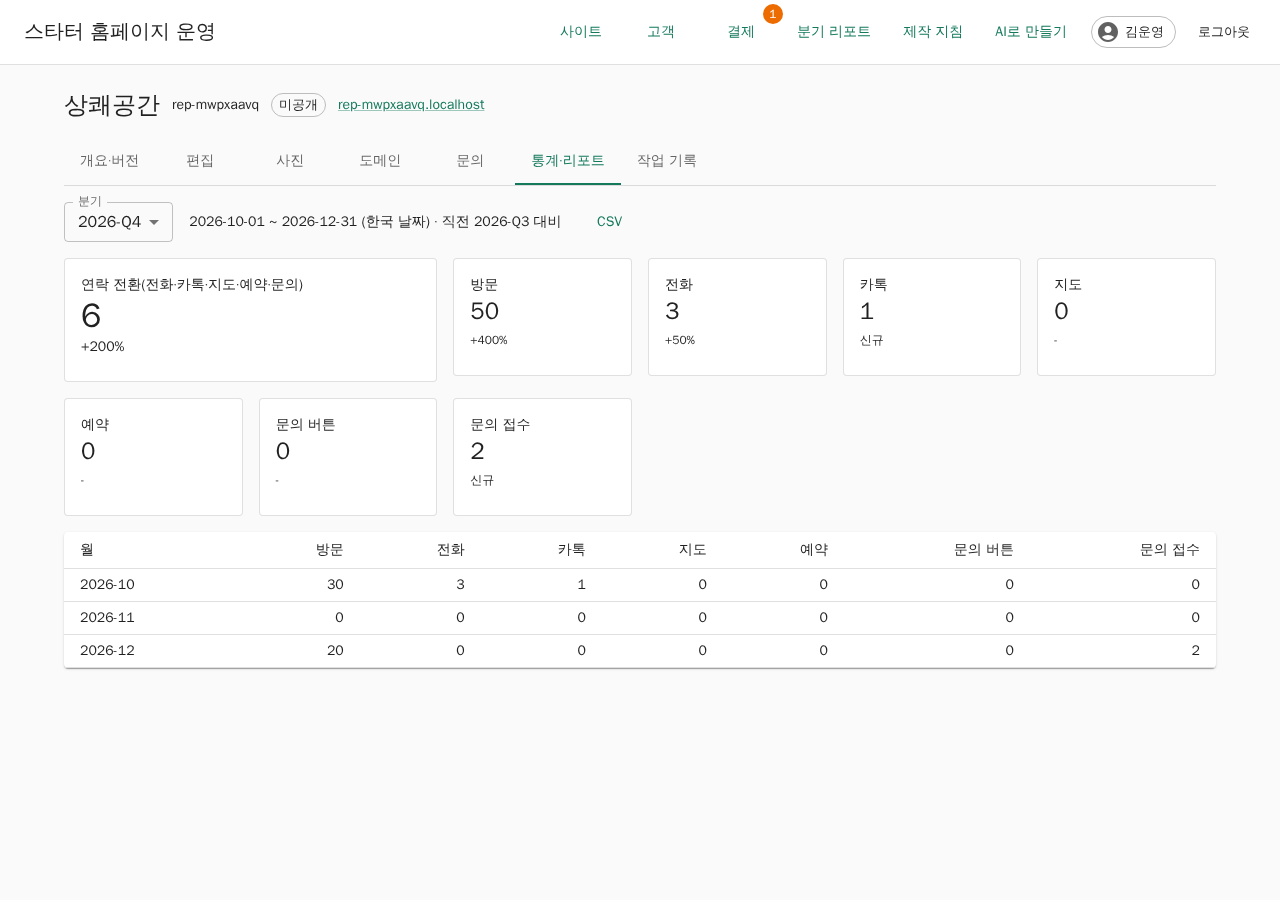 스타터 홈페이지 운영
사이트 고객 결제 1 분기 리포트 제작 지침 AI로 만들기 김운영 로그아웃
상쾌공간 rep-mwpxaavq 미공개 rep-mwpxaavq.localhost
개요·버전 편집 사진 도메인 문의 통계·리포트 작업 기록
분기
2026-Q4 2026-10-01 ~ 2026-12-31 (한국 날짜) · 직전 2026-Q3 대비 CSV
연락 전환(전화·카톡·지도·예약·문의)
6
+200%
방문
50
+400%
전화
3
+50%
카톡
1
신규
지도
0
-
예약
0
-
문의 버튼
0
-
문의 접수
2
신규
월 방문 전화 카톡 지도 예약 문의 버튼 문의 접수
2026-10 30 3 1 0 0 0 0
2026-11 0 0 0 0 0 0 0
2026-12 20 0 0 0 0 0 2